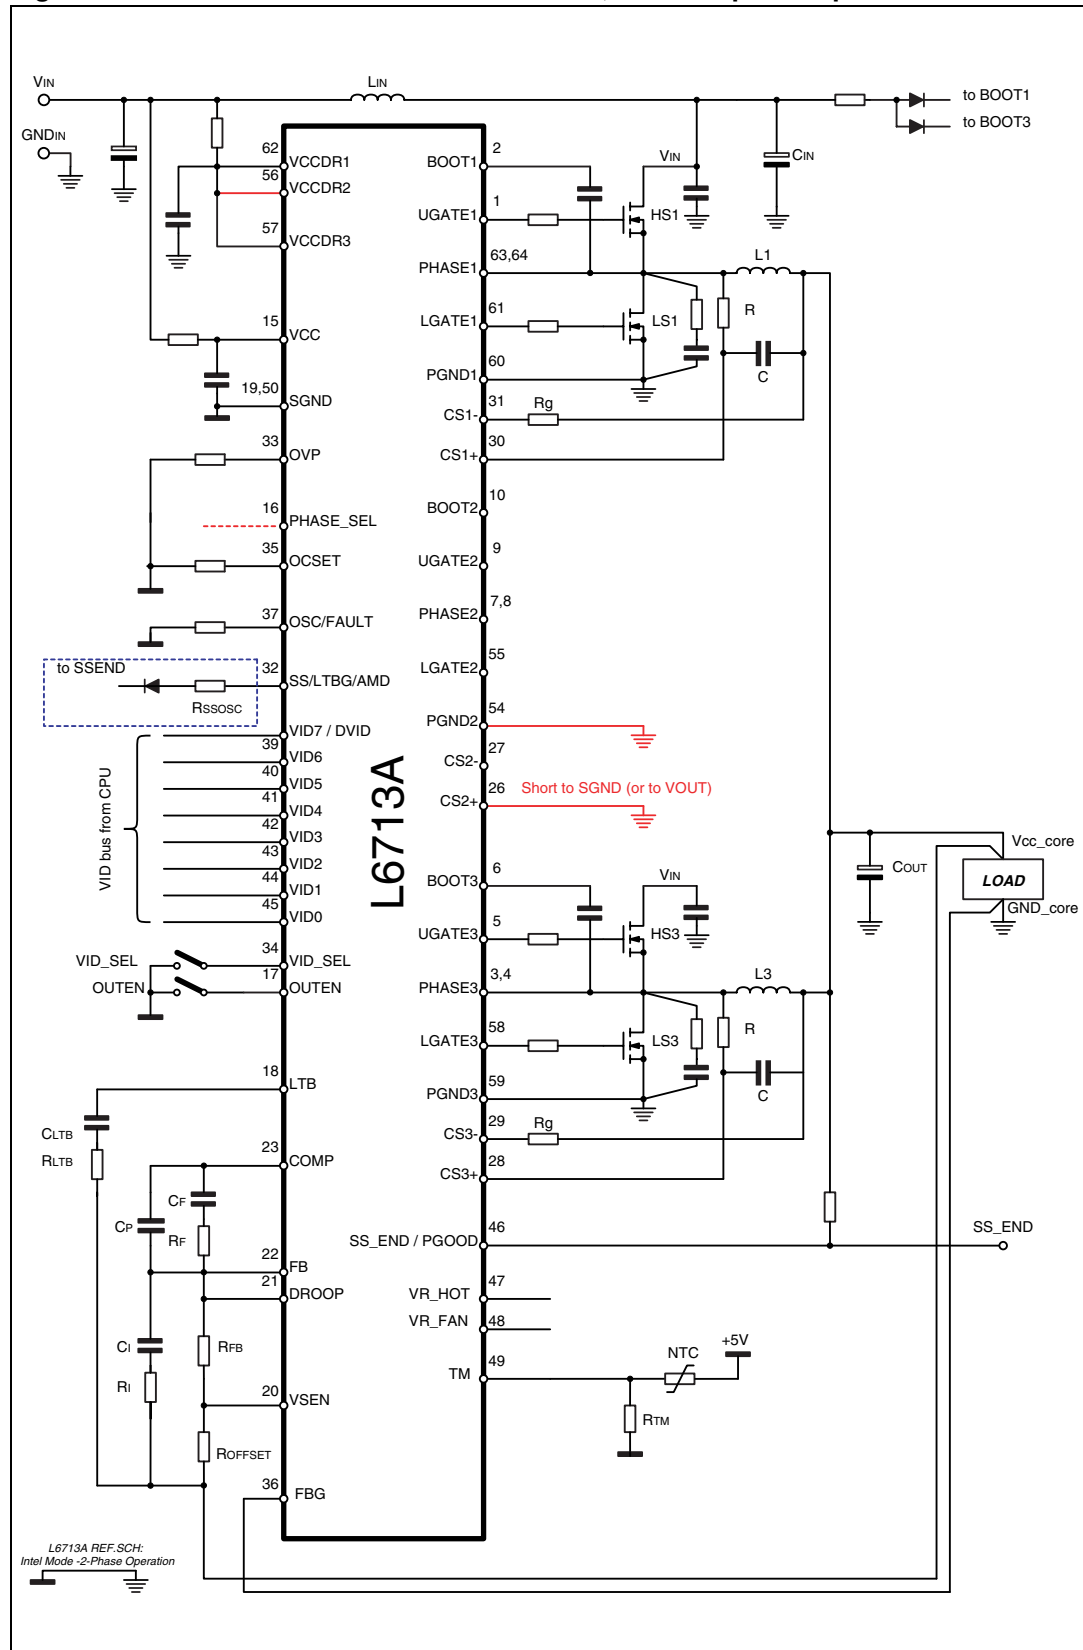 VIN
LIN
to BOOT1
to BOOT3
GNDIN
CIN
62
VCCDR1
56
VCCDR2
57
VCCDR3
15
VCC
19,50
SGND
33
OVP
16
PHASE_SEL
35
OCSET
37
OSC/FAULT
to SSEND
32
SS/LTBG/AMD
RSSOSC
VID bus from CPU
VID7 / DVID
39
VID6
40
VID5
41
VID4
42
VID3
43
VID2
44
VID1
45
VID0
VID_SEL
34
VID_SEL
OUTEN
17
OUTEN
18
LTB
CLTB
RLTB
23
COMP
CF
CP
RF
22
FB
21
DROOP
CI
RFB
RI
20
VSEN
ROFFSET
36
FBG
L6713A
BOOT1
2
VIN
UGATE1
1
HS1
PHASE1
63,64
L1
LGATE1
61
LS1
R
C
PGND1
60
CS1-
31
Rg
CS1+
30
BOOT2
10
UGATE2
9
PHASE2
7,8
LGATE2
55
PGND2
54
CS2-
27
CS2+
26
Short to SGND (or to VOUT)
COUT
Vcc_core
LOAD
GND_core
BOOT3
6
VIN
UGATE3
5
HS3
PHASE3
3,4
L3
LGATE3
58
LS3
R
C
PGND3
59
CS3-
29
Rg
CS3+
28
SS_END / PGOOD
46
SS_END
VR_HOT
47
VR_FAN
48
TM
49
NTC
+5V
RTM
L6713A REF.SCH:
Intel Mode -2-Phase Operation